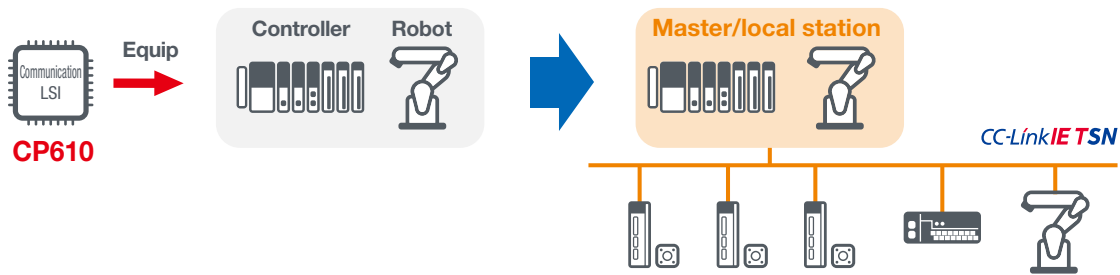 Communication
LSI
CP610
Equip
Controller
Robot
Master/local station
CC-Link IE TSN